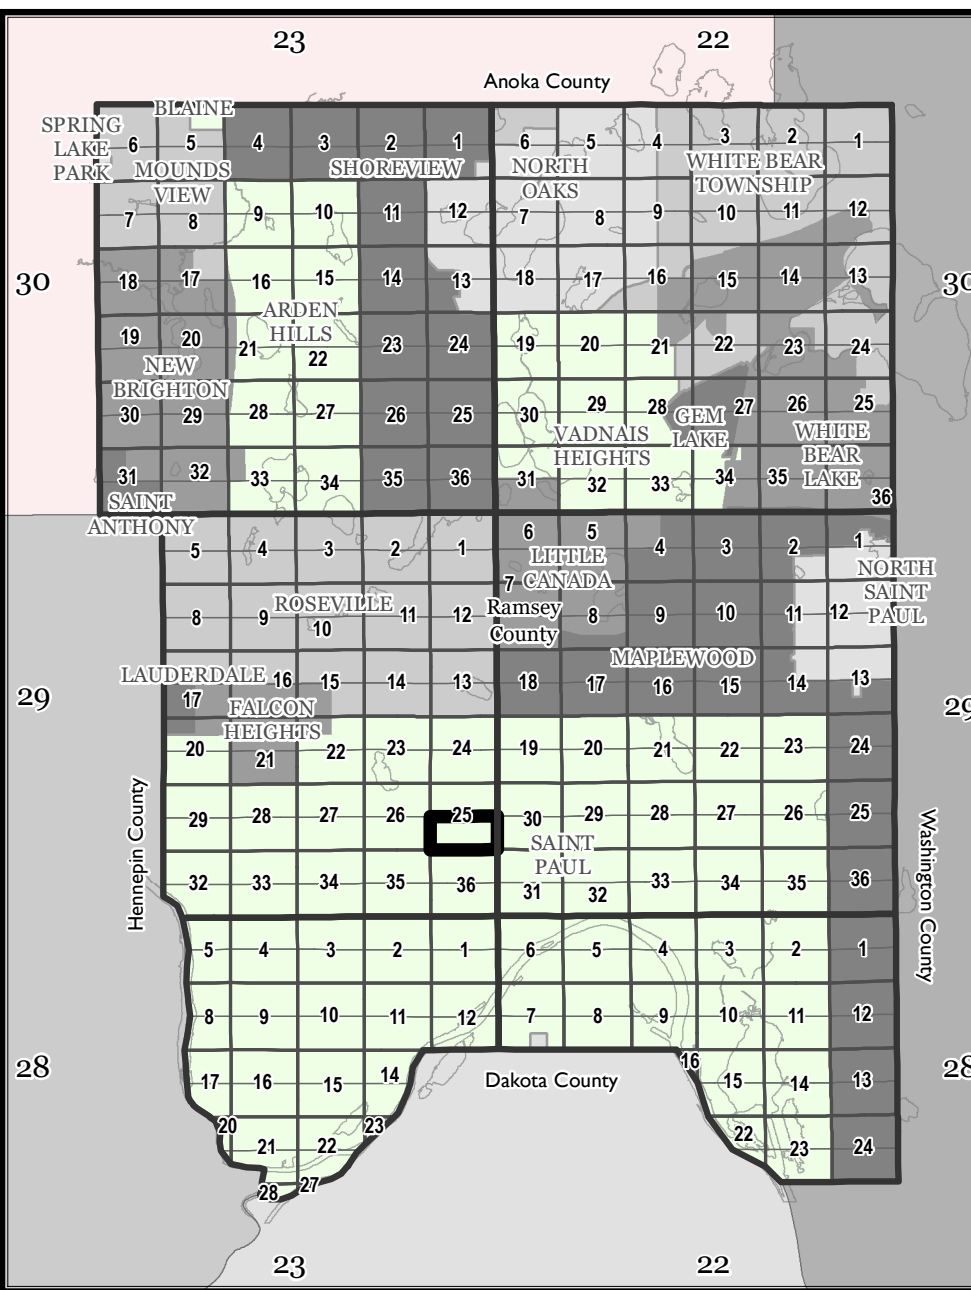 23 22
Anoka County
BLAINE
SPRING
LAKE
PARK
6 5 4 3 2 1 6 5 4 3 2 1
MOUNDS
VIEW
SHOREVIEW
NORTH
OAKS
WHITE BEAR
TOWNSHIP
7 8 9 10 11 12 7 8 9 10 11 12
30 18 17 16 15 14 13 18 17 16 15 14 13 30
ARDEN
HILLS
19 20 21 22 23 24 19 20 21 22 23 24
NEW
BRIGHTON
30 29 28 27 26 25 30 29 28 27 26 25
GEM
LAKE
VADNAIS
HEIGHTS
WHITE
BEAR
LAKE
31 32 33 34 35 36 31 32 33 34 35 36
SAINT
ANTHONY
5 4 3 2 1 6 5 4 3 2 1
LITTLE
CANADA
NORTH
SAINT
PAUL
8 9 10 11 12 7 8 9 10 11 12
ROSEVILLE
Ramsey
County
MAPLEWOOD
LAUDERDALE
29 17 16 15 14 13 18 17 16 15 14 13 29
FALCON
HEIGHTS
20 21 22 23 24 19 20 21 22 23 24
Hennepin County
29 28 27 26 25 30 29 28 27 26 25
SAINT
PAUL
Washington County
32 33 34 35 36 31 32 33 34 35 36
5 4 3 2 1 6 5 4 3 2 1
8 9 10 11 12 7 8 9 10 11 12
28 17 16 15 14 16 15 14 13 28
Dakota County
20 21 22 23 22 23 24
28 27
23 22